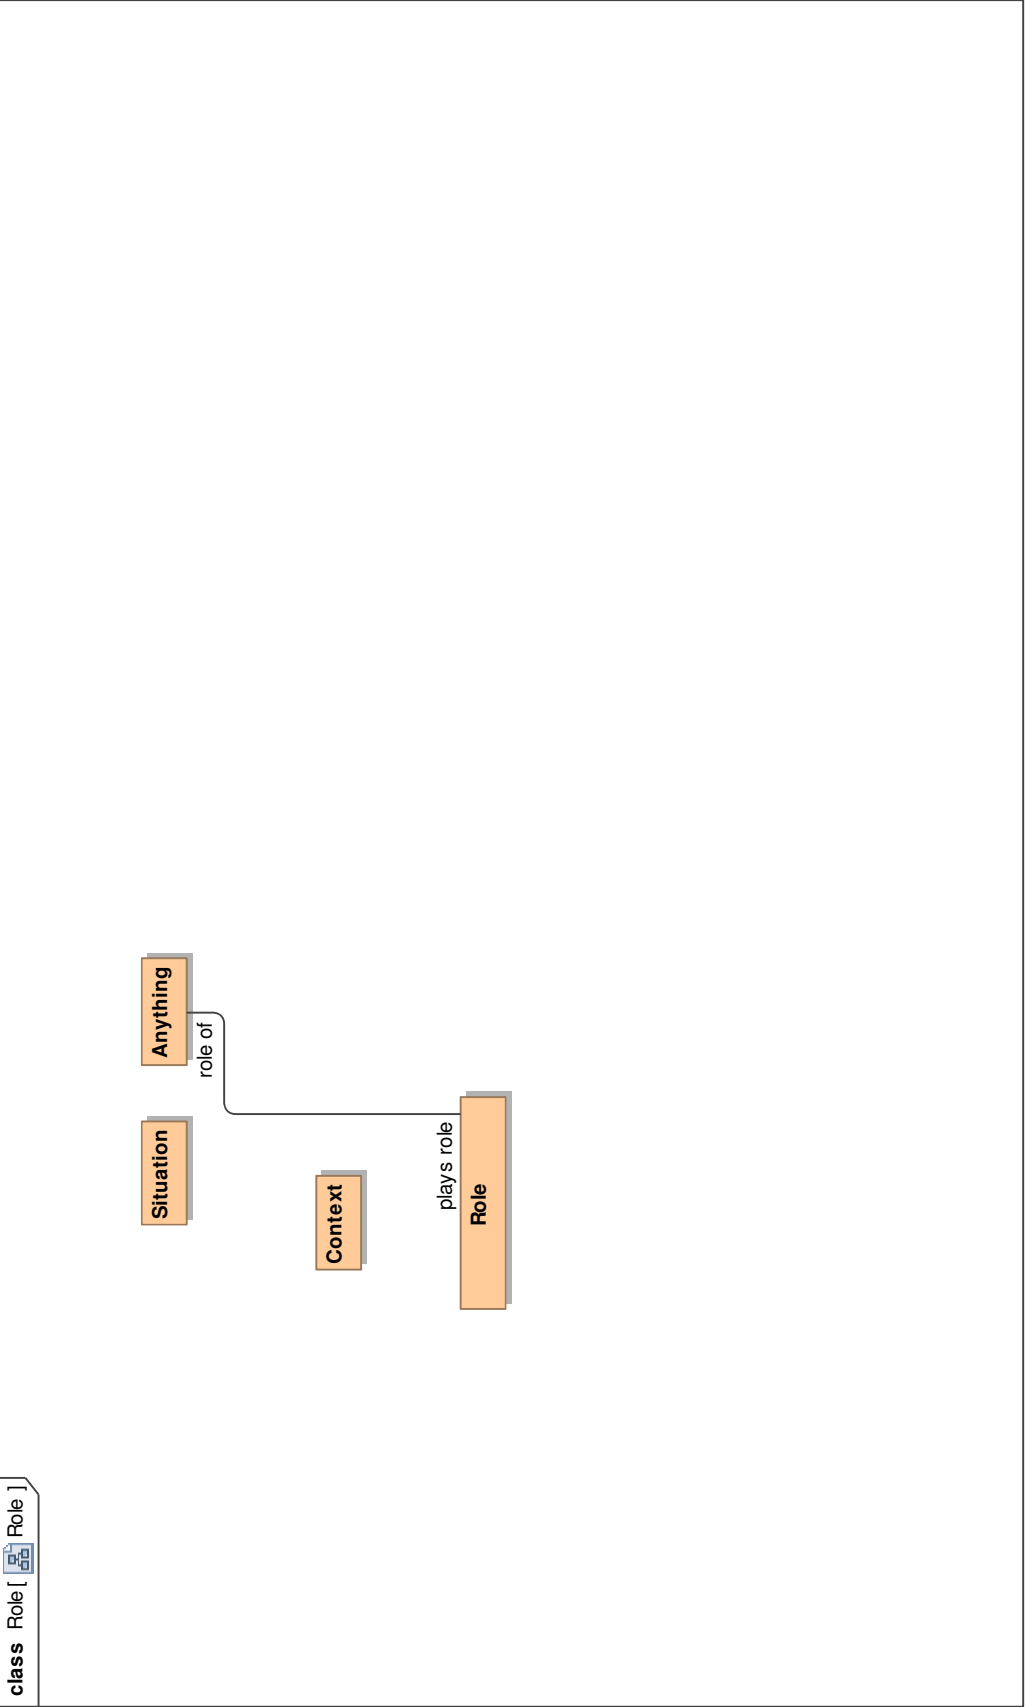 class Role [ Role ]
Situation
Anything
role of
Context
plays role
Role